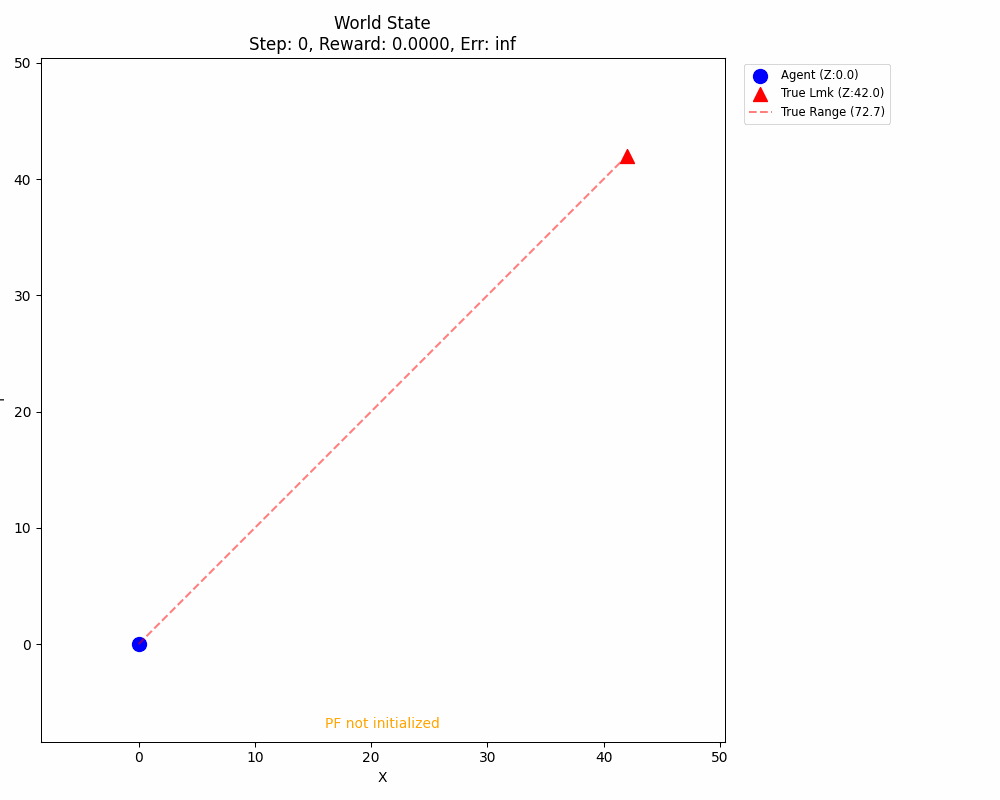 World State
Step: 0, Reward: 0.0000, Err: inf
Agent (Z:0.0)
True Lmk (Z:42.0)
True Range (72.7)
50
40
30
20
10
0
PF not initialized
0 10 20 30 40 50
X